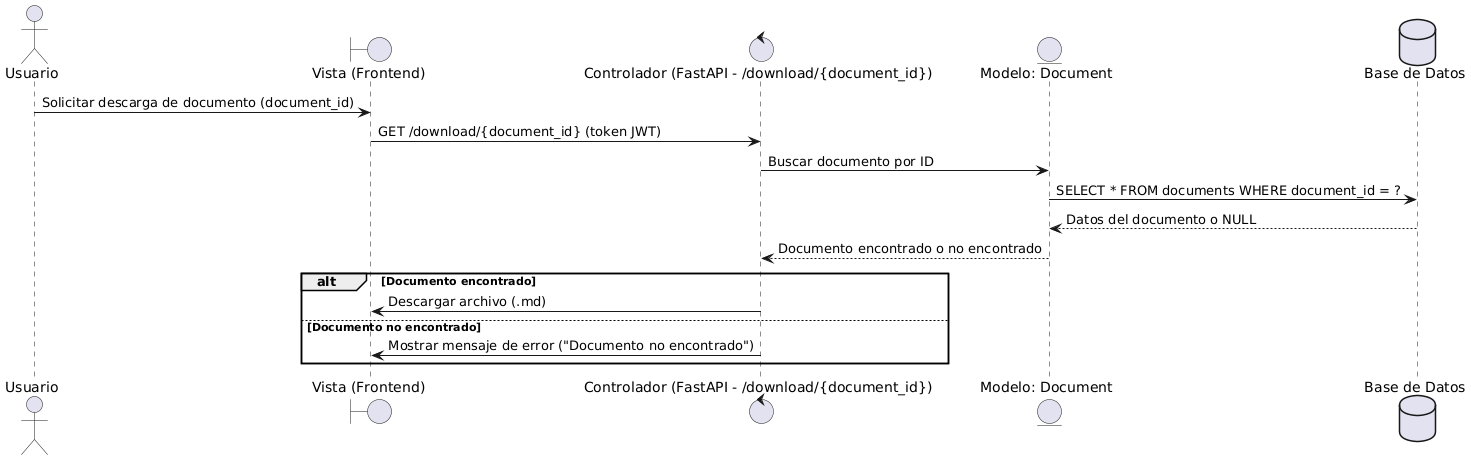 Usuario
Vista (Frontend)
Controlador (FastAPI - /download/{document_id})
Modelo: Document
Base de Datos
Solicitar descarga de documento (document_id)
GET /download/{document_id} (token JWT)
Buscar documento por ID
SELECT * FROM documents WHERE document_id = ?
Datos del documento o NULL
Documento encontrado o no encontrado
alt
[Documento encontrado]
Descargar archivo (.md)
[Documento no encontrado]
Mostrar mensaje de error ("Documento no encontrado")
Usuario
Vista (Frontend)
Controlador (FastAPI - /download/{document_id})
Modelo: Document
Base de Datos